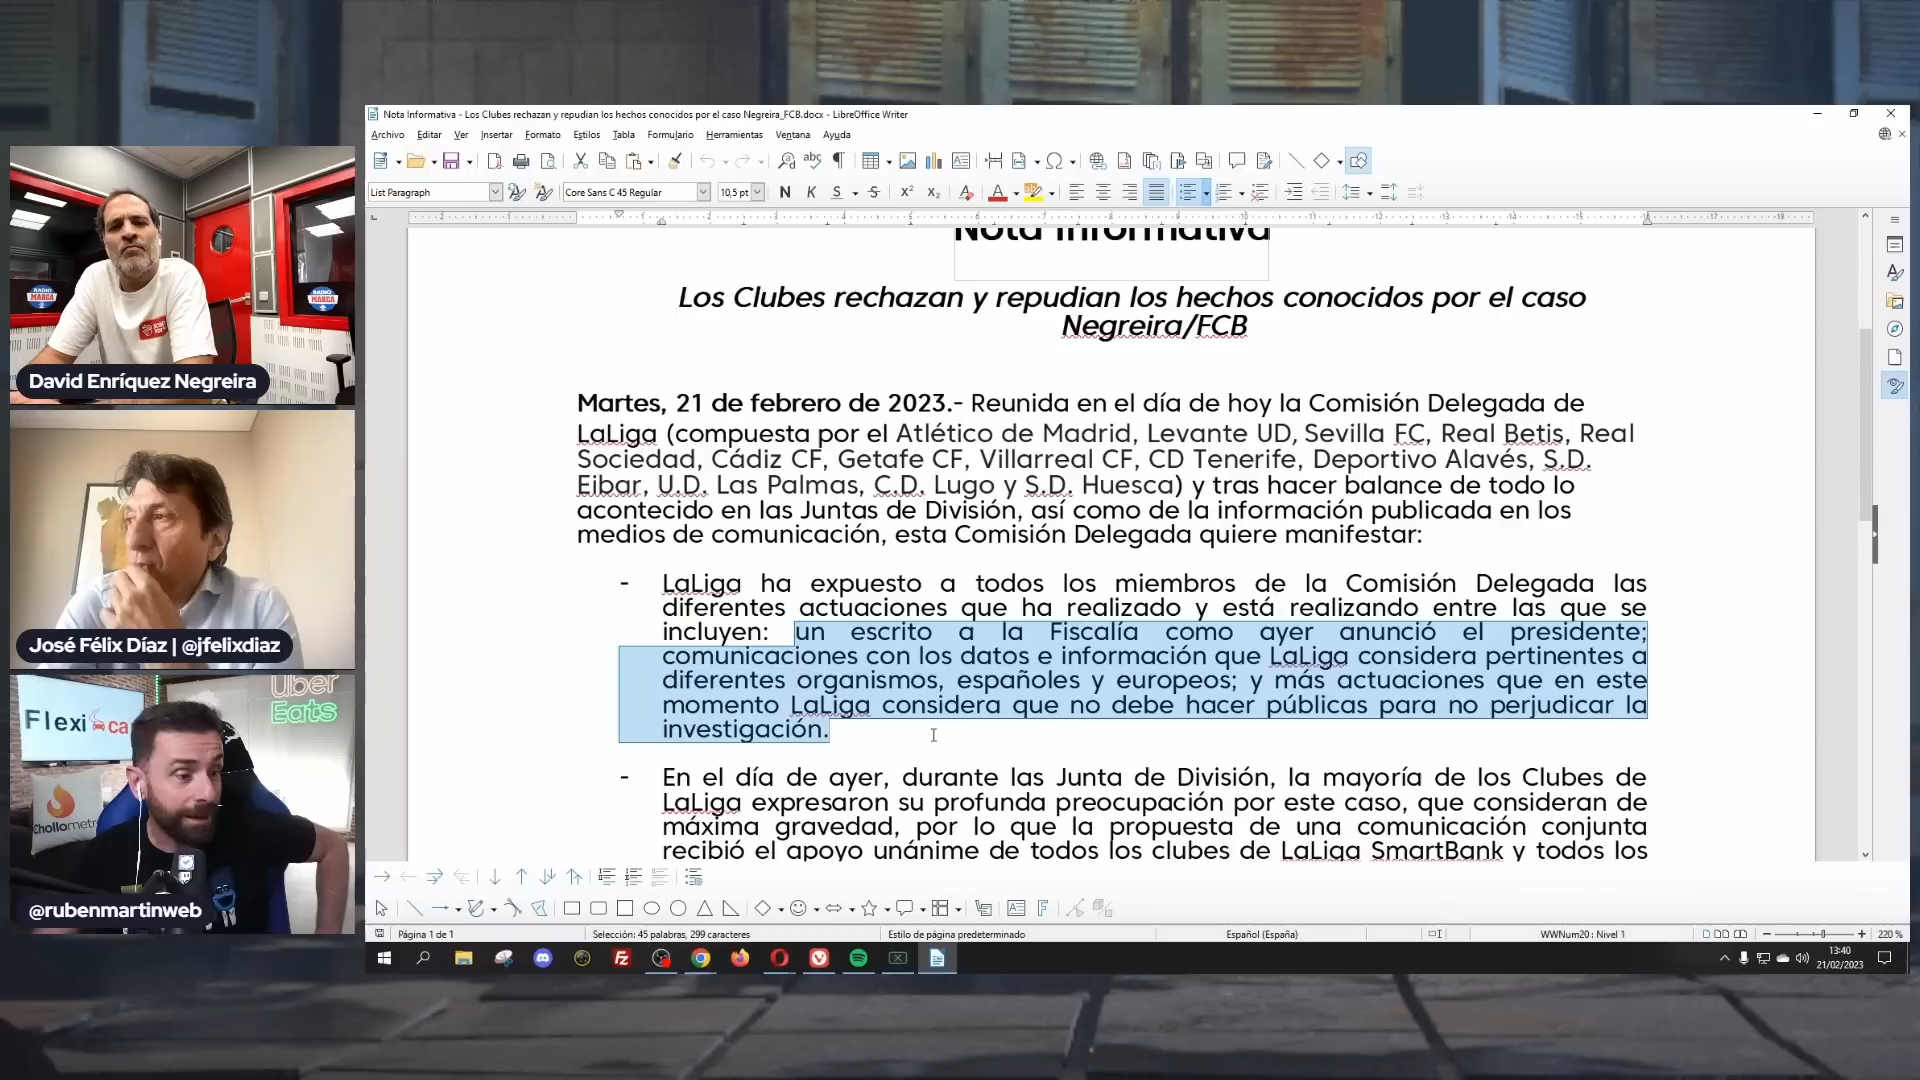 Nota Informativa - Los Clubes rechazan y repudian los hechos conocidos por el caso Negreira_FCB.docx - LibreOffice Writer
Archivo Editar Ver Insertar Formato Estilos Tabla Formulario Herramientas Ventana Ayuda
List Paragraph Core Sans C 45 Regular 10,5 pt
Nota Informativa
Los Clubes rechazan y repudian los hechos conocidos por el caso
Negreira/FCB
Martes, 21 de febrero de 2023.- Reunida en el día de hoy la Comisión Delegada de
LaLiga (compuesta por el Atlético de Madrid, Levante UD, Sevilla FC, Real Betis, Real
Sociedad, Cádiz CF, Getafe CF, Villarreal CF, CD Tenerife, Deportivo Alavés, S.D.
Eibar, U.D. Las Palmas, C.D. Lugo y S.D. Huesca) y tras hacer balance de todo lo
acontecido en las Juntas de División, así como de la información publicada en los
medios de comunicación, esta Comisión Delegada quiere manifestar:
- LaLiga ha expuesto a todos los miembros de la Comisión Delegada las
diferentes actuaciones que ha realizado y está realizando entre las que se
incluyen: un escrito a la Fiscalía como ayer anunció el presidente;
comunicaciones con los datos e información que LaLiga considera pertinentes a
diferentes organismos, españoles y europeos; y más actuaciones que en este
momento LaLiga considera que no debe hacer públicas para no perjudicar la
investigación.
- En el día de ayer, durante las Junta de División, la mayoría de los Clubes de
LaLiga expresaron su profunda preocupación por este caso, que consideran de
máxima gravedad, por lo que la propuesta de una comunicación conjunta
recibió el apoyo unánime de todos los clubes de LaLiga SmartBank y todos los
Página 1 de 1 Selección: 45 palabras, 299 caracteres Estilo de página predeterminado Español (España) WWNum20 : Nivel 1 220 %
13:40
21/02/2023
RADIO
MARCA
RADIO
MARCA
David Enríquez Negreira
José Félix Díaz | @jfelixdiaz
Flexicar
Uber
Eats
Chollometro
@rubenmartinweb